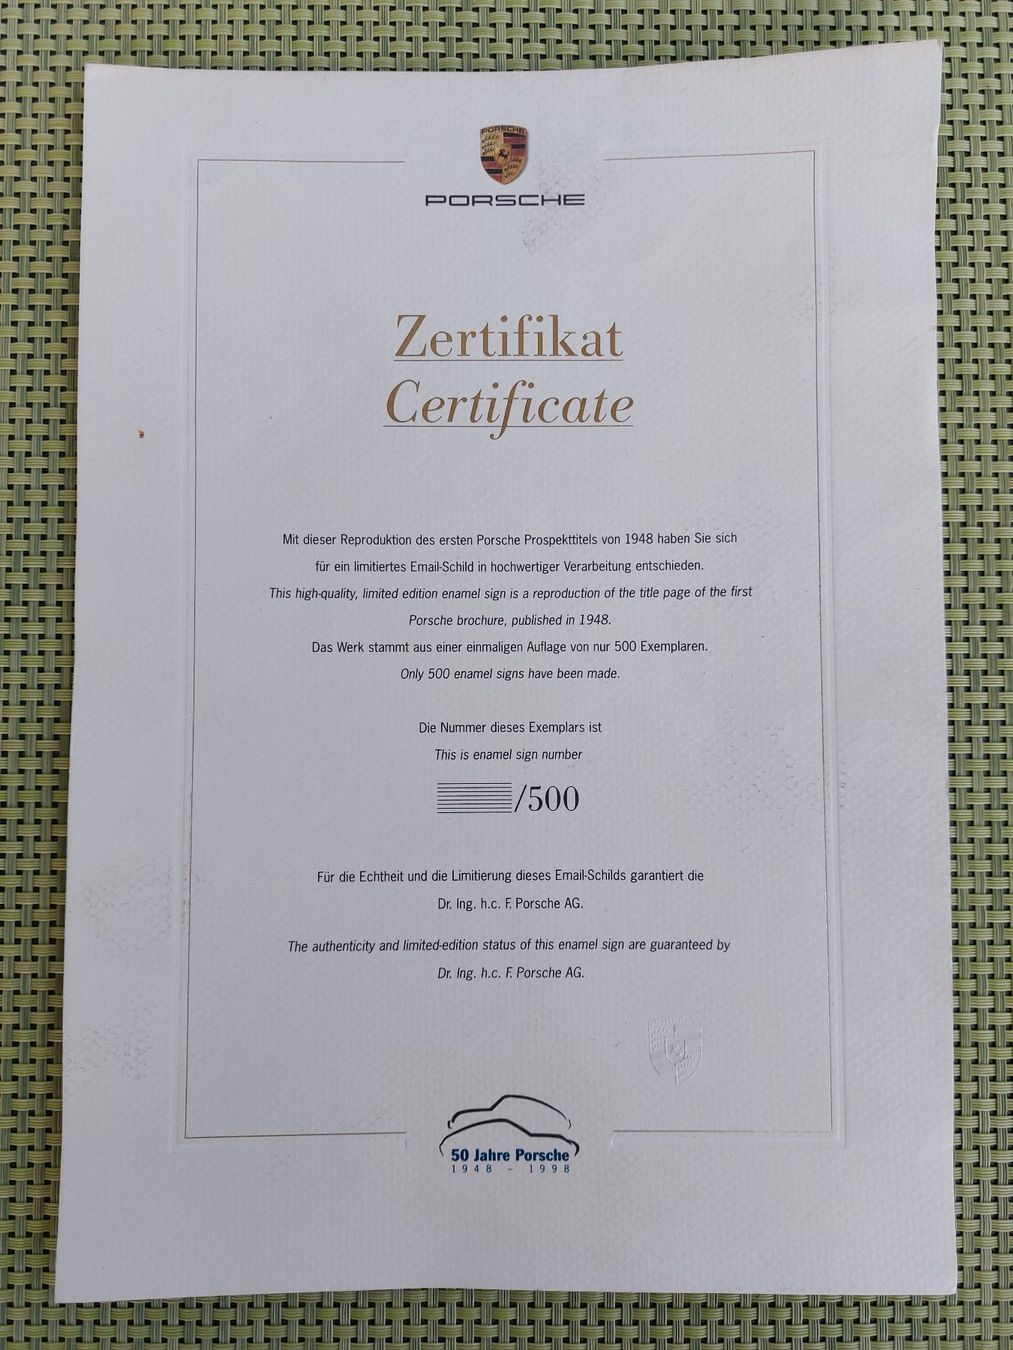 PORSCHE
PORSCHE
Zertifikat
Certificate
Mit dieser Reproduktion des ersten Porsche Prospekttitels von 1948 haben Sie sich
für ein limitiertes Email-Schild in hochwertiger Verarbeitung entschieden.
This high-quality, limited edition enamel sign is a reproduction of the title page of the first
Porsche brochure, published in 1948.
Das Werk stammt aus einer einmaligen Auflage von nur 500 Exemplaren.
Only 500 enamel signs have been made.
Die Nummer dieses Exemplars ist
This is enamel sign number
/500
Für die Echtheit und die Limitierung dieses Email-Schilds garantiert die
Dr. Ing. h.c. F. Porsche AG.
The authenticity and limited-edition status of this enamel sign are guaranteed by
Dr. Ing. h.c. F. Porsche AG.
50 Jahre Porsche
1948 - 1998